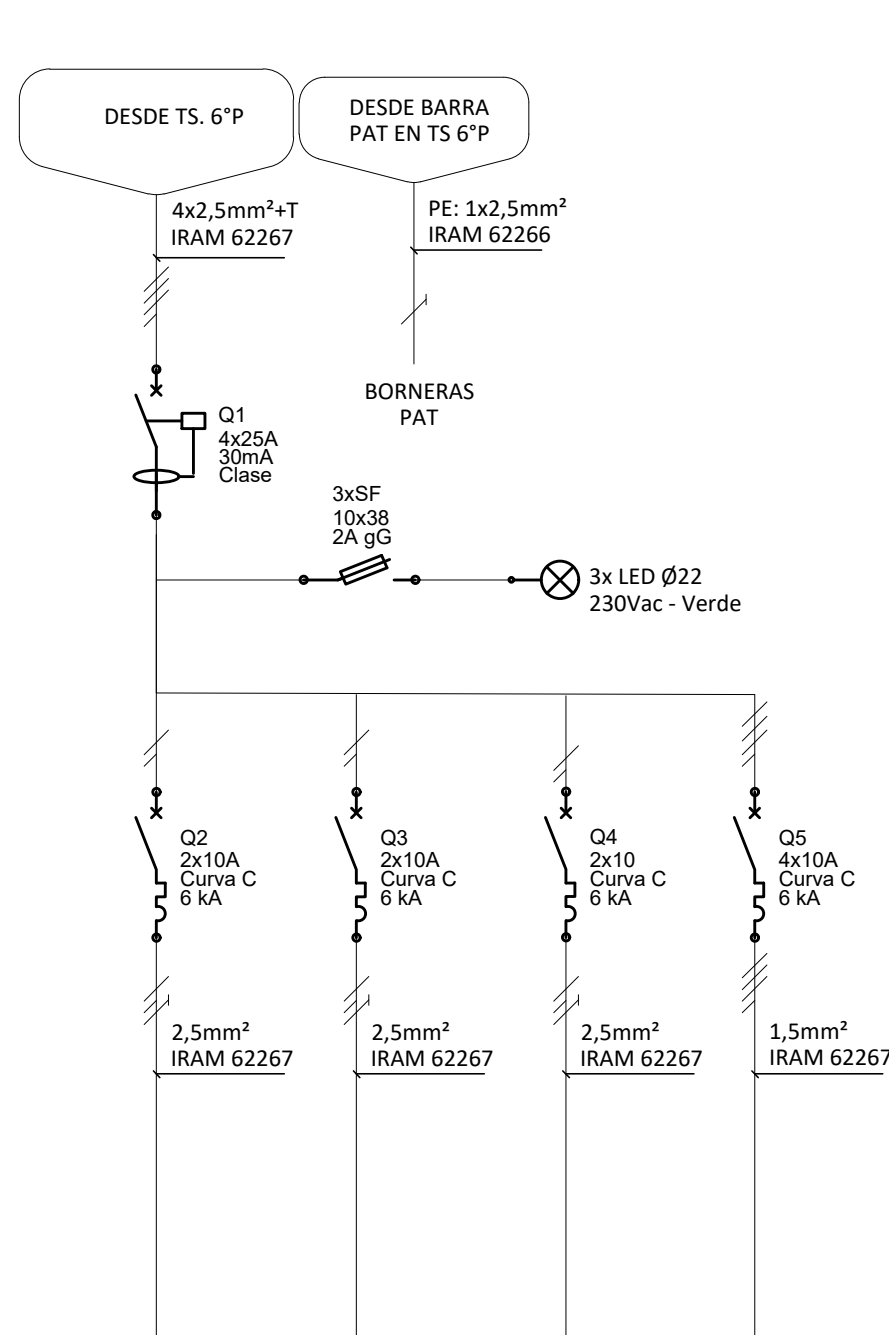 DESDE TS. 6°P
DESDE BARRA
PAT EN TS 6°P
4x2,5mm²+T
IRAM 62267
PE: 1x2,5mm²
IRAM 62266
BORNERAS
PAT
Q1
4x25A
30mA
Clase
3xSF
10x38
2A gG
3x LED Ø22
230Vac - Verde
Q2
2x10A
Curva C
6 kA
Q3
2x10A
Curva C
6 kA
Q4
2x10
Curva C
6 kA
Q5
4x10A
Curva C
6 kA
2,5mm²
IRAM 62267
2,5mm²
IRAM 62267
2,5mm²
IRAM 62267
1,5mm²
IRAM 62267